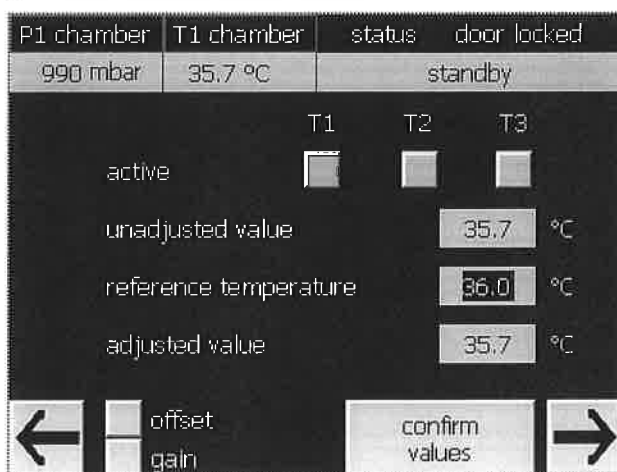 P1 chamber T1 chamber status door locked
990 mbar 35.7 °C standby
T1 T2 T3
active
unadjusted value 35.7 °C
reference temperature 36.0 °C
adjusted value 35.7 °C
offset
gain
confirm
values